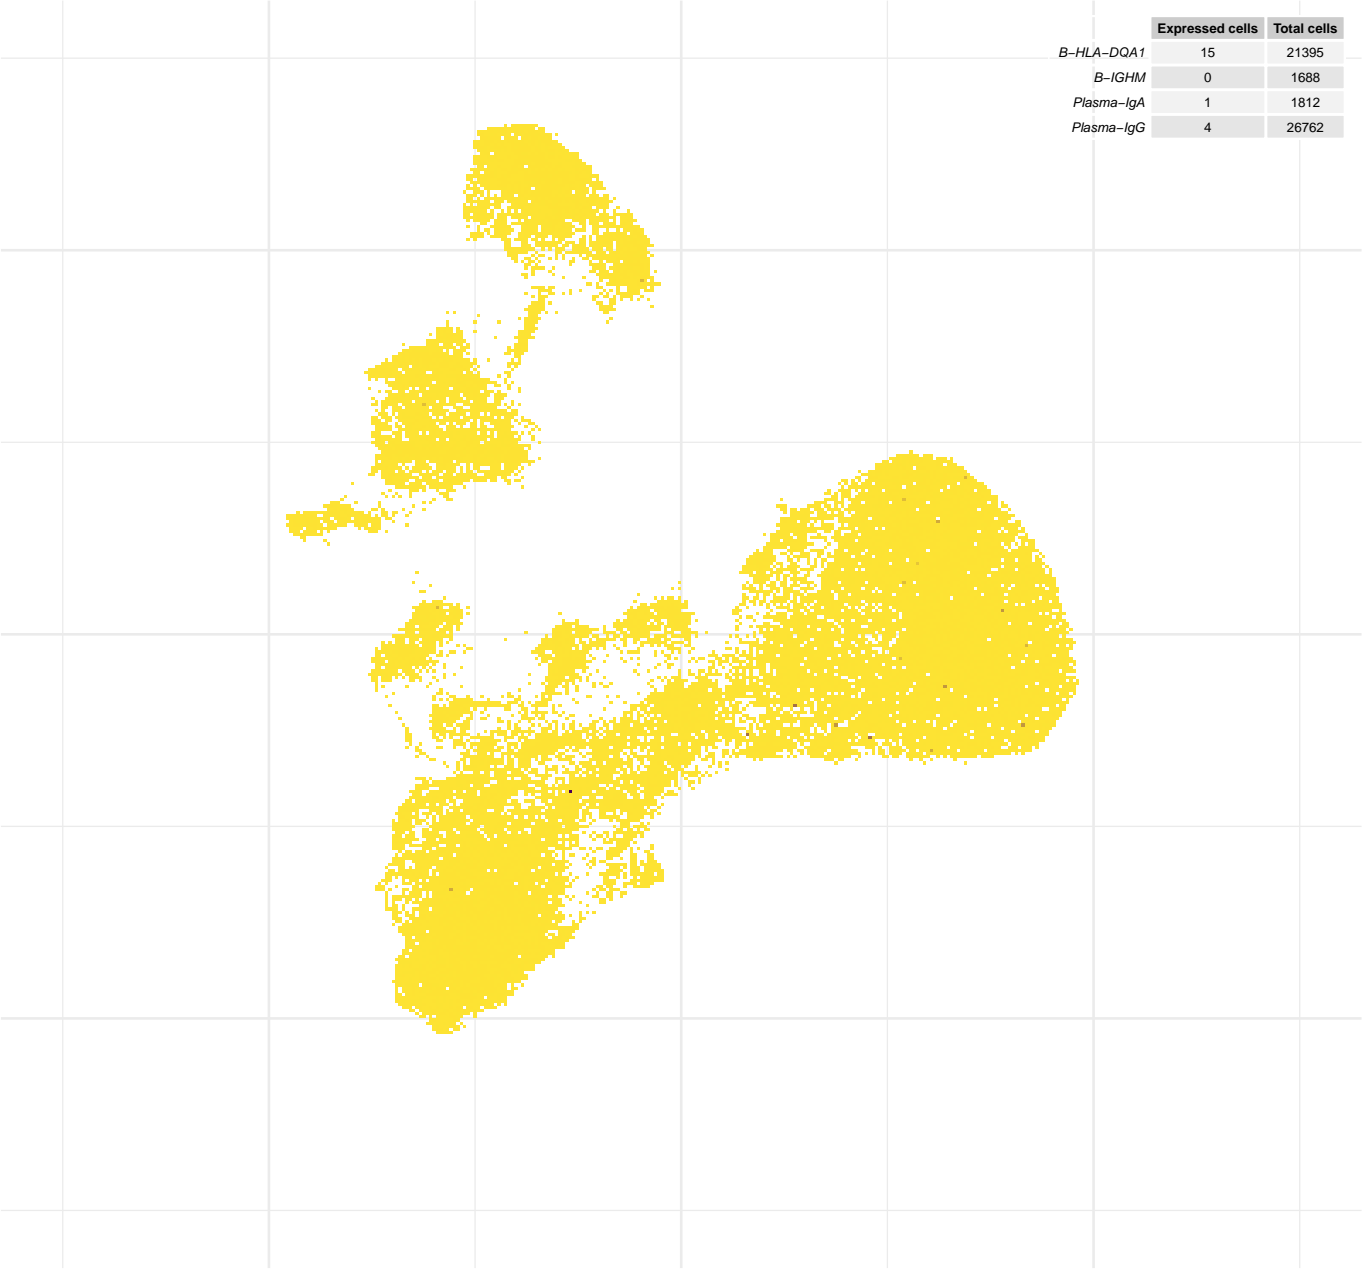 Expressed cells Total cells
B−HLA−DQA1 15 21395
B−IGHM 0 1688
Plasma−IgA 1 1812
Plasma−IgG 4 26762